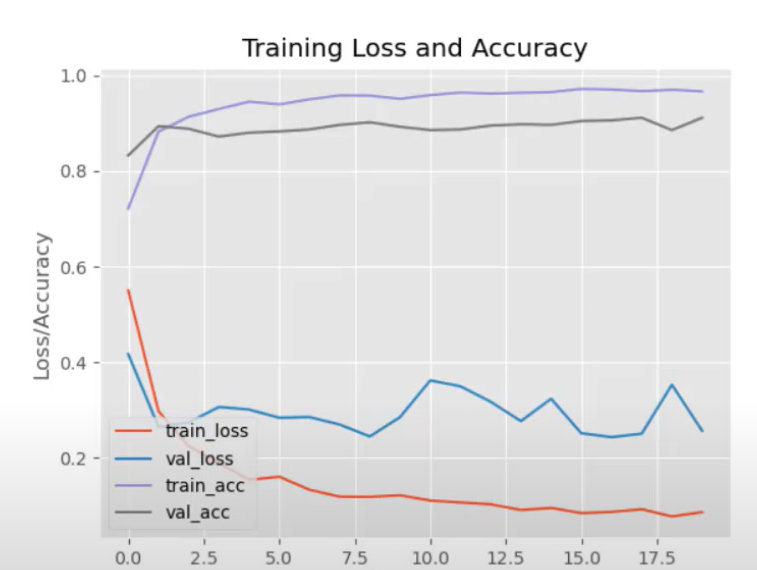 Training Loss and Accuracy
1.0
0.8
0.6
0.4
0.2
Loss/Accuracy
train_loss
val_loss
train_acc
val_acc
0.0 2.5 5.0 7.5 10.0 12.5 15.0 17.5